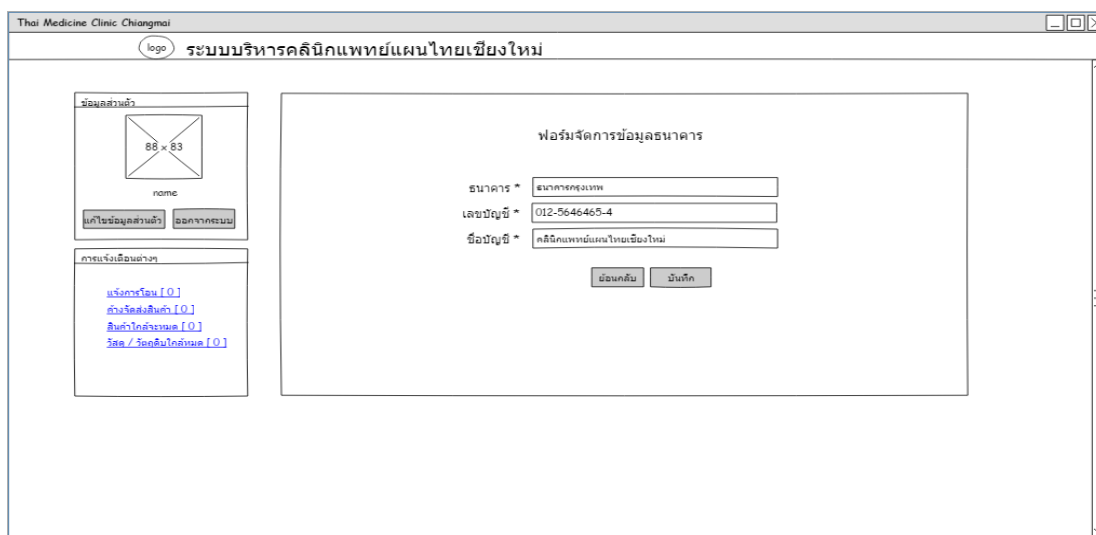 Thai Medicine Clinic Chiangmai
logo ระบบบริหารคลินิกแพทย์แผนไทยเชียงใหม่
ข้อมูลส่วนตัว
88 x 83
name
แก้ไขข้อมูลส่วนตัว ออกจากระบบ
การแจ้งเตือนต่างๆ
แจ้งการโอน [ 0 ]
ค้างจัดส่งสินค้า [ 0 ]
สินค้าใกล้จะหมด [ 0 ]
วัสดุ / วัตถุดิบใกล้หมด [ 0 ]
ฟอร์มจัดการข้อมูลธนาคาร
ธนาคาร * ธนาคารกรุงเทพ
เลขบัญชี * 012-5646465-4
ชื่อบัญชี * คลินิกแพทย์แผนไทยเชียงใหม่
ย้อนกลับ บันทึก